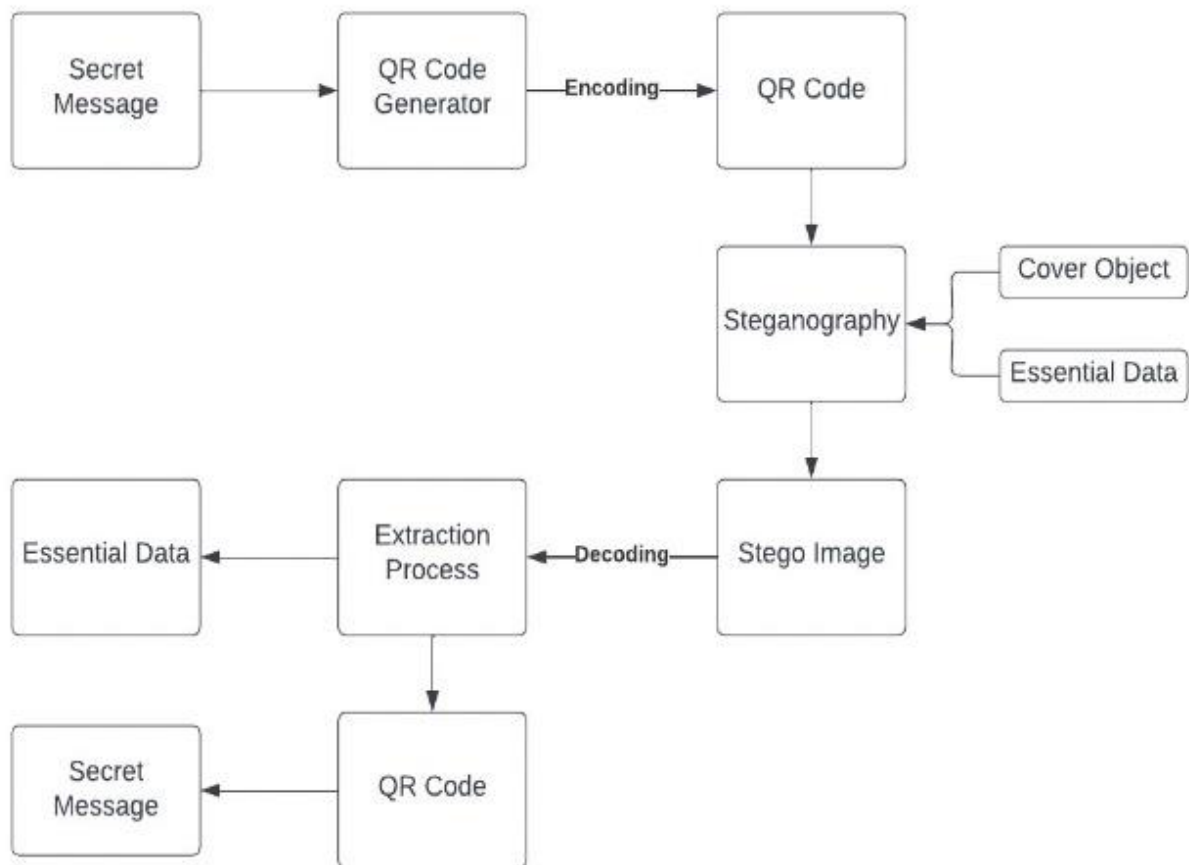 Secret
Message
QR Code
Generator
Encoding
QR Code
Steganography
Cover Object
Essential Data
Essential Data
Extraction
Process
Decoding
Stego Image
Secret
Message
QR Code